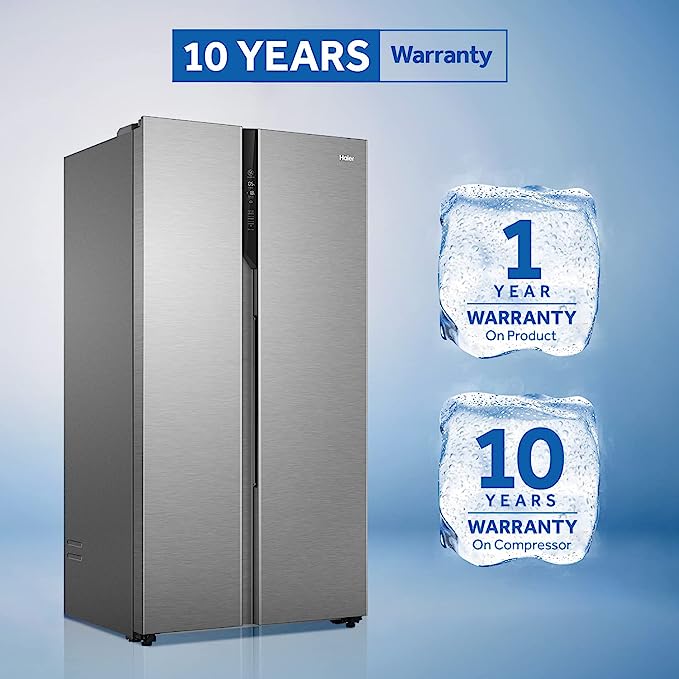 10 YEARS Warranty
Haier
1
YEAR
WARRANTY
On Product
10
YEARS
WARRANTY
On Compressor